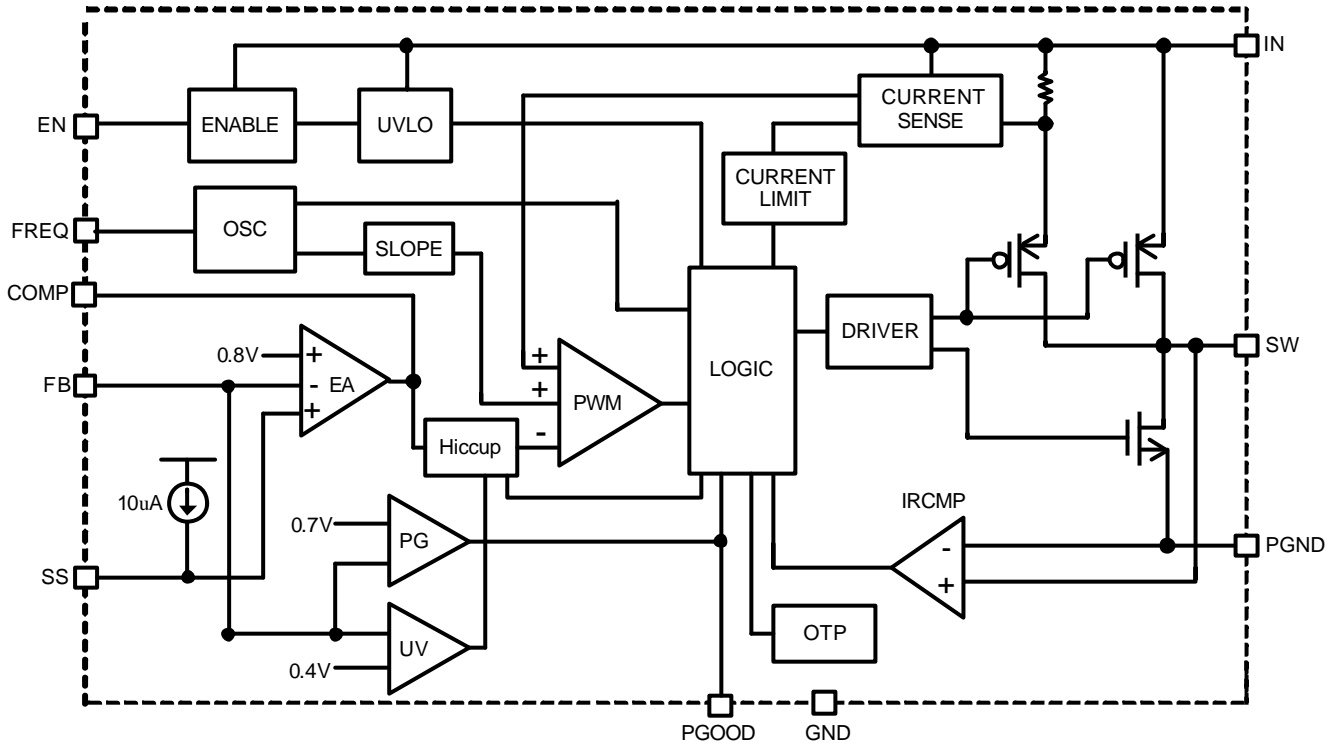 IN
EN
ENABLE
UVLO
CURRENT
SENSE
CURRENT
LIMIT
FREQ
OSC
SLOPE
COMP
0.8V
+
-
+
EA
FB
+
+
-
PWM
LOGIC
DRIVER
SW
Hiccup
10uA
0.7V
PG
IRCMP
-
+
PGND
SS
UV
0.4V
OTP
PGOOD
GND